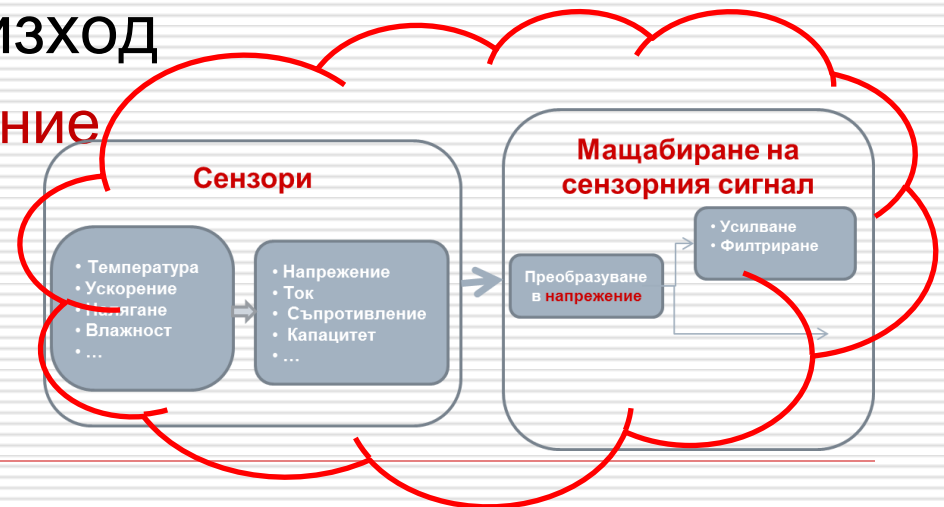 изход
ние
Сензори
• Температура
• Ускорение
• Налягане
• Влажност
• ...
• Напрежение
• Ток
• Съпротивление
• Капацитет
• ...
Мащабиране на
сензорния сигнал
Преобразуване
в напрежение
• Усилване
• Филтриране